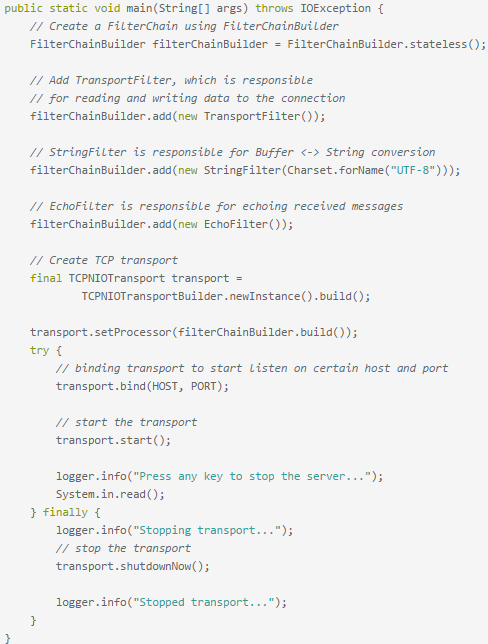 public static void main(String[] args) throws IOException {
    // Create a FilterChain using FilterChainBuilder
    FilterChainBuilder filterChainBuilder = FilterChainBuilder.stateless();

    // Add TransportFilter, which is responsible
    // for reading and writing data to the connection
    filterChainBuilder.add(new TransportFilter());

    // StringFilter is responsible for Buffer <-> String conversion
    filterChainBuilder.add(new StringFilter(Charset.forName("UTF-8")));

    // EchoFilter is responsible for echoing received messages
    filterChainBuilder.add(new EchoFilter());

    // Create TCP transport
    final TCPNIOTransport transport =
            TCPNIOTransportBuilder.newInstance().build();

    transport.setProcessor(filterChainBuilder.build());
    try {
        // binding transport to start listen on certain host and port
        transport.bind(HOST, PORT);

        // start the transport
        transport.start();

        logger.info("Press any key to stop the server...");
        System.in.read();
    } finally {
        logger.info("Stopping transport...");
        // stop the transport
        transport.shutdownNow();

        logger.info("Stopped transport...");
    }
}